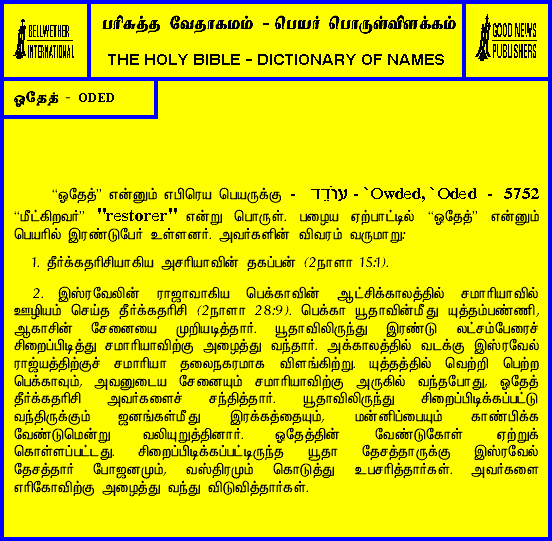 BELLWETHER
INTERNATIONAL
பரிசுத்த வேதாகமம் - பெயர் பொருள்விளக்கம்
THE HOLY BIBLE - DICTIONARY OF NAMES
GOOD NEWS
PUBLISHERS
ஓதேத் - ODED
“ஓதேத்” என்னும் எபிரெய பெயருக்கு - עוֹדֵד - `Owded, `Oded - 5752
“மீட்கிறவர்” "restorer" என்று பொருள். பழைய ஏற்பாட்டில் “ஓதேத்” என்னும்
பெயரில் இரண்டுபேர் உள்ளனர். அவர்களின் விவரம் வருமாறு:
1. தீர்க்கதரிசியாகிய அசரியாவின் தகப்பன் (2நாளா 15:1).
2. இஸ்ரவேலின் ராஜாவாகிய பெக்காவின் ஆட்சிக்காலத்தில் சமாரியாவில்
ஊழியம் செய்த தீர்க்கதரிசி (2நாளா 28:9). பெக்கா யூதாவின்மீது யுத்தம்பண்ணி,
ஆகாசின் சேனையை முறியடித்தார். யூதாவிலிருந்து இரண்டு லட்சம்பேரைச்
சிறைப்பிடித்து சமாரியாவிற்கு அழைத்து வந்தார். அக்காலத்தில் வடக்கு இஸ்ரவேல்
ராஜ்யத்திற்குச் சமாரியா தலைநகரமாக விளங்கிற்று. யுத்தத்தில் வெற்றி பெற்ற
பெக்காவும், அவனுடைய சேனையும் சமாரியாவிற்கு அருகில் வந்தபோது, ஓதேத்
தீர்க்கதரிசி அவர்களைச் சந்தித்தார். யூதாவிலிருந்து சிறைப்பிடிக்கப்பட்டு
வந்திருக்கும் ஜனங்கள்மீது இரக்கத்தையும், மன்னிப்பையும் காண்பிக்க
வேண்டுமென்று வலியுறுத்தினார். ஓதேத்தின் வேண்டுகோள் ஏற்றுக்
கொள்ளப்பட்டது. சிறைப்பிடிக்கப்பட்டிருந்த யூதா தேசத்தாருக்கு இஸ்ரவேல்
தேசத்தார் போஜனமும், வஸ்திரமும் கொடுத்து உபசரித்தார்கள். அவர்களை
எரிகோவிற்கு அழைத்து வந்து விடுவித்தார்கள்.